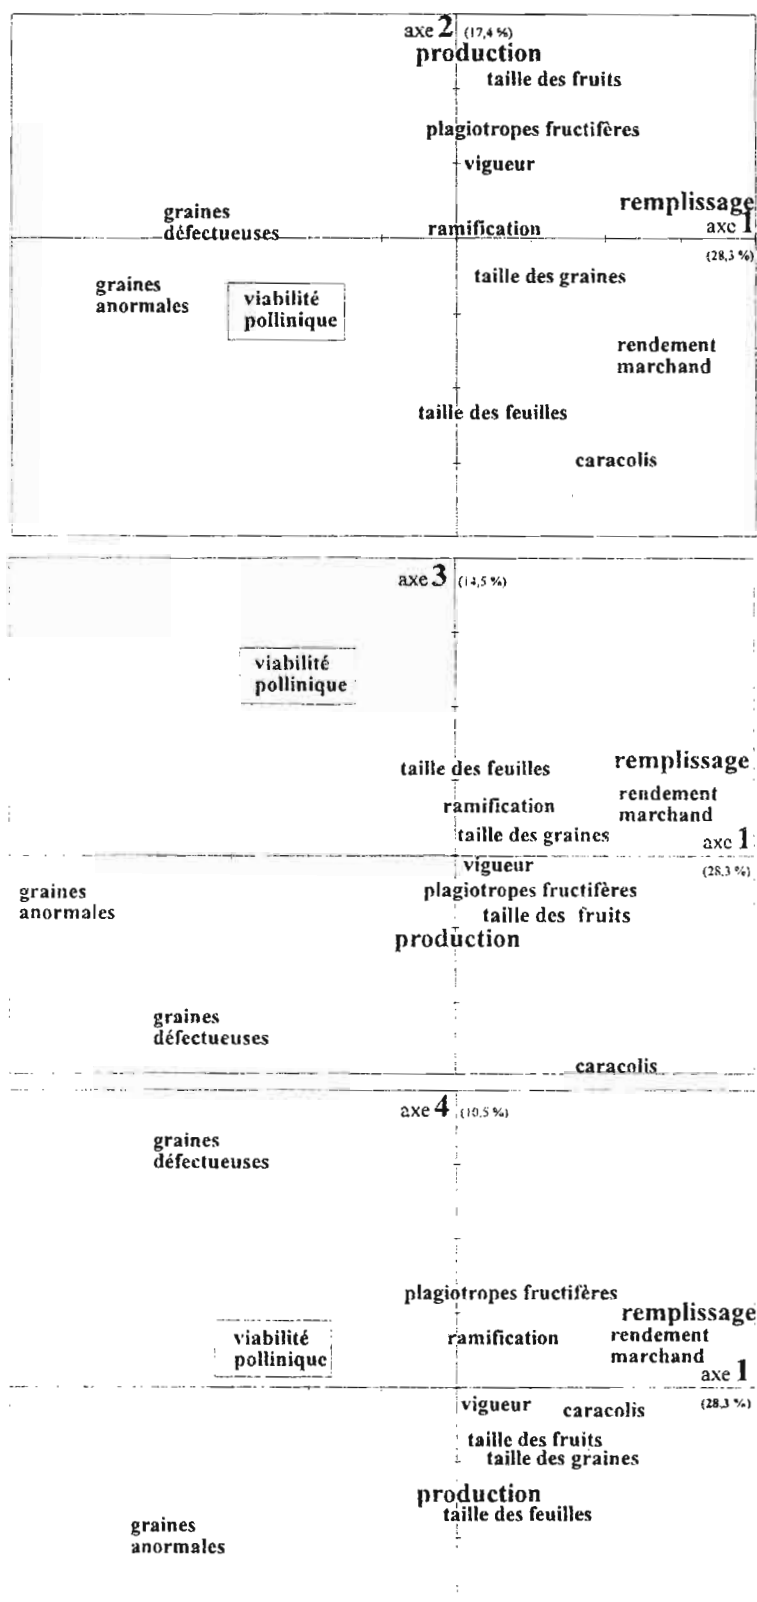 axe 2 (17,4 %)
production
taille des fruits
plagiotropes fructifères
vigueur
remplissage
graines
défectueuses
axe 1
ramification
(28,3 %)
taille des graines
graines
anormales
viabilité
pollinique
rendement
marchand
taille des feuilles
caracolis
axe 3 (14,5 %)
viabilité
pollinique
remplissage
taille des feuilles
rendement
marchand
ramification
taille des graines
axe 1
vigueur
(28,3 %)
graines
anormales
plagiotropes fructifères
taille des fruits
production
graines
défectueuses
caracolis
axe 4 (10,5 %)
graines
défectueuses
plagiotropes fructifères
remplissage
viabilité
pollinique
ramification
rendement
marchand
axe 1
vigueur
caracolis
(28,3 %)
taille des fruits
taille des graines
production
taille des feuilles
graines
anormales